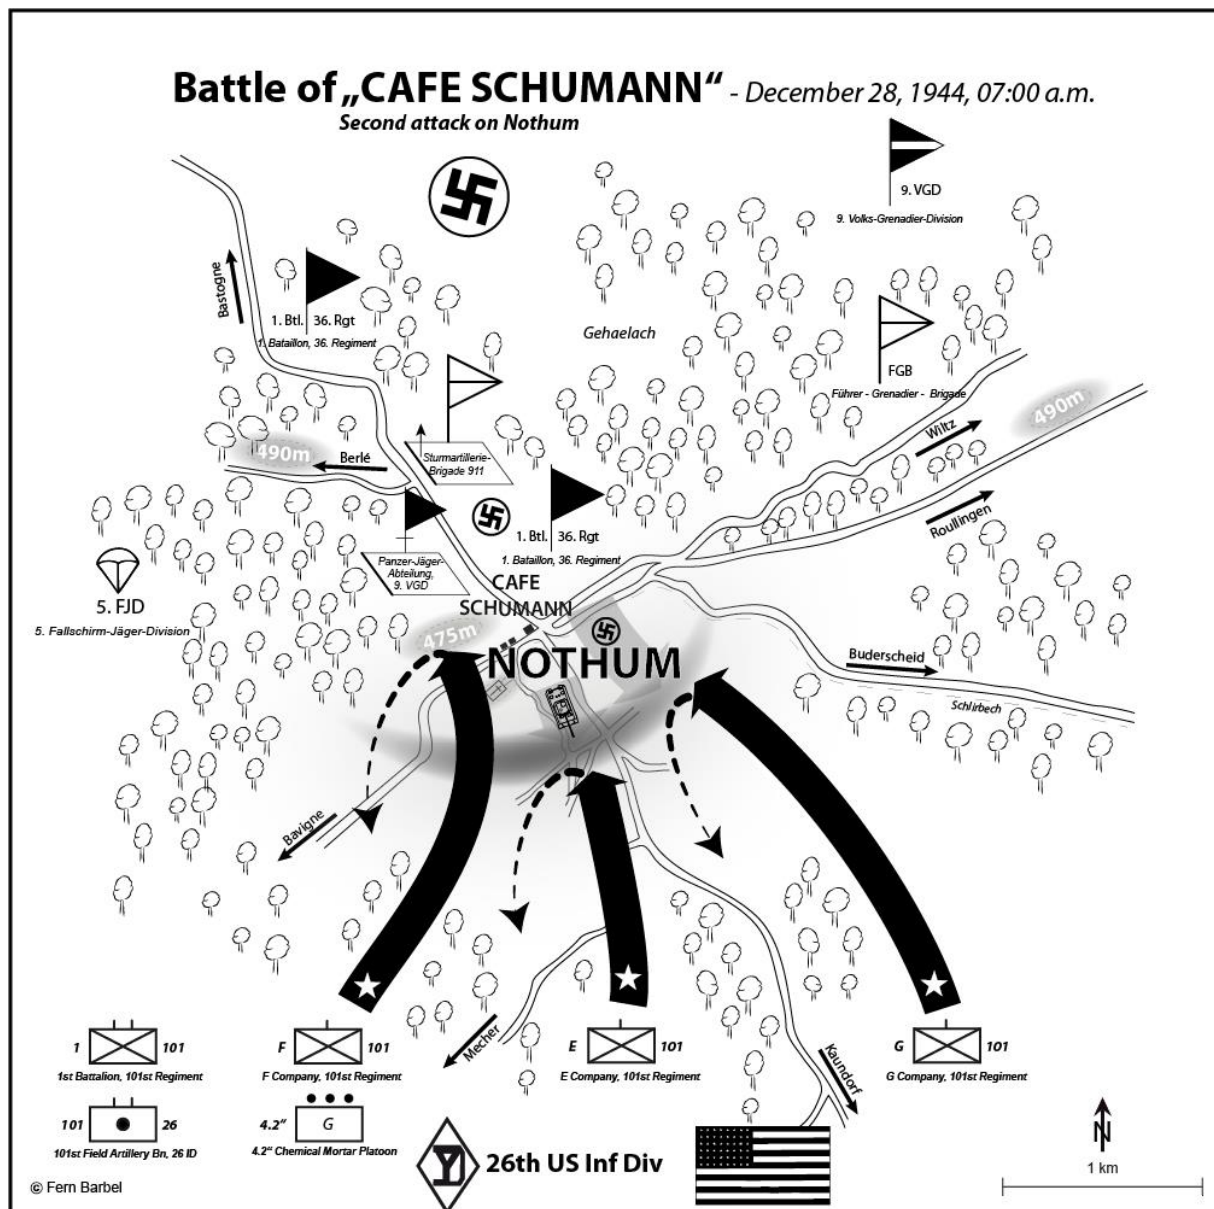 Battle of „CAFE SCHUMANN“ - December 28, 1944, 07:00 a.m.
Second attack on Nothum
9. VGD
9. Volks-Grenadier-Division
Bastogne
1. Btl. 36. Rgt
1. Bataillon, 36. Regiment
Gehaelach
FGB
Führer - Grenadier - Brigade
490m
Wiltz
490m
Berlé
Sturmartillerie-
Brigade 911
Roullingen
1. Btl. 36. Rgt
1. Bataillon, 36. Regiment
Panzer-Jäger-
Abteilung,
9. VGD
CAFE
SCHUMANN
5. FJD
5. Fallschirm-Jäger-Division
475m
NOTHUM
Buderscheid
Schlirbech
Bavigne
Mecher
Kaundorf
1 101
1st Battalion, 101st Regiment
F 101
F Company, 101st Regiment
E 101
E Company, 101st Regiment
G 101
G Company, 101st Regiment
101 26
101st Field Artillery Bn, 26 ID
4.2“ G
4.2“ Chemical Mortar Platoon
YD
26th US Inf Div
N
1 km
© Fern Barbel